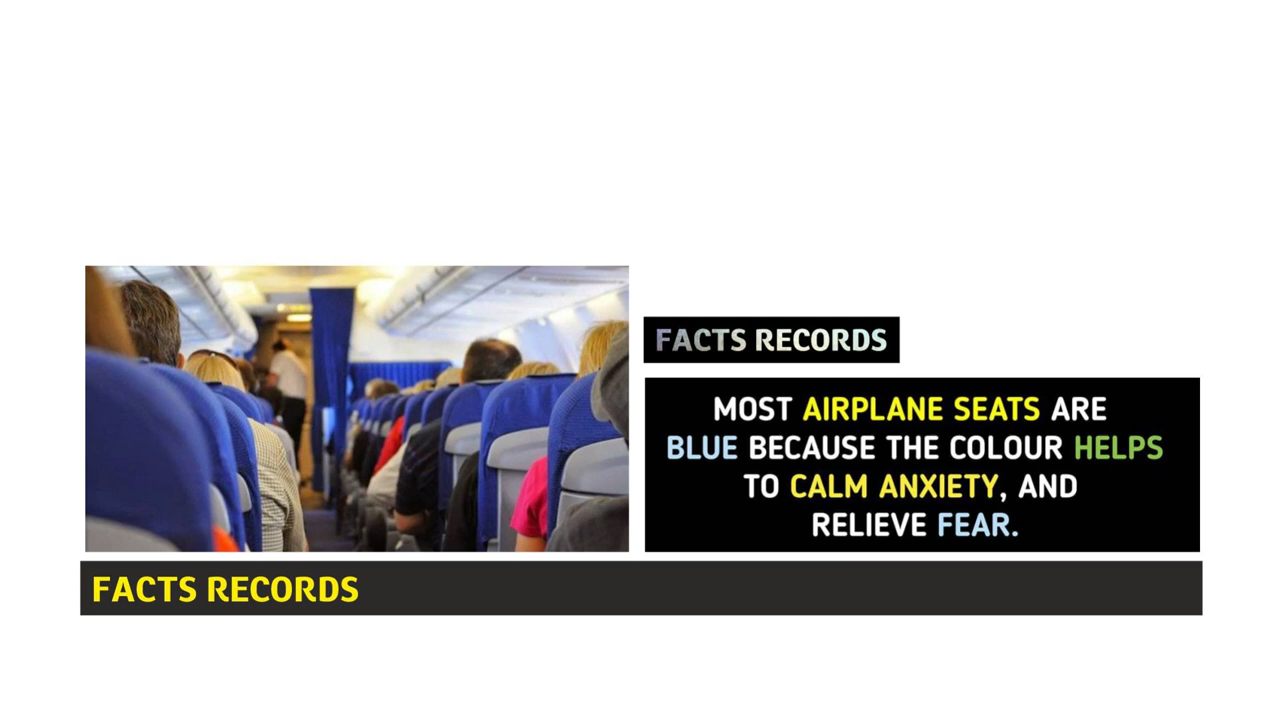 FACTS RECORDS
MOST AIRPLANE SEATS ARE
BLUE BECAUSE THE COLOUR HELPS
TO CALM ANXIETY, AND
RELIEVE FEAR.
FACTS RECORDS